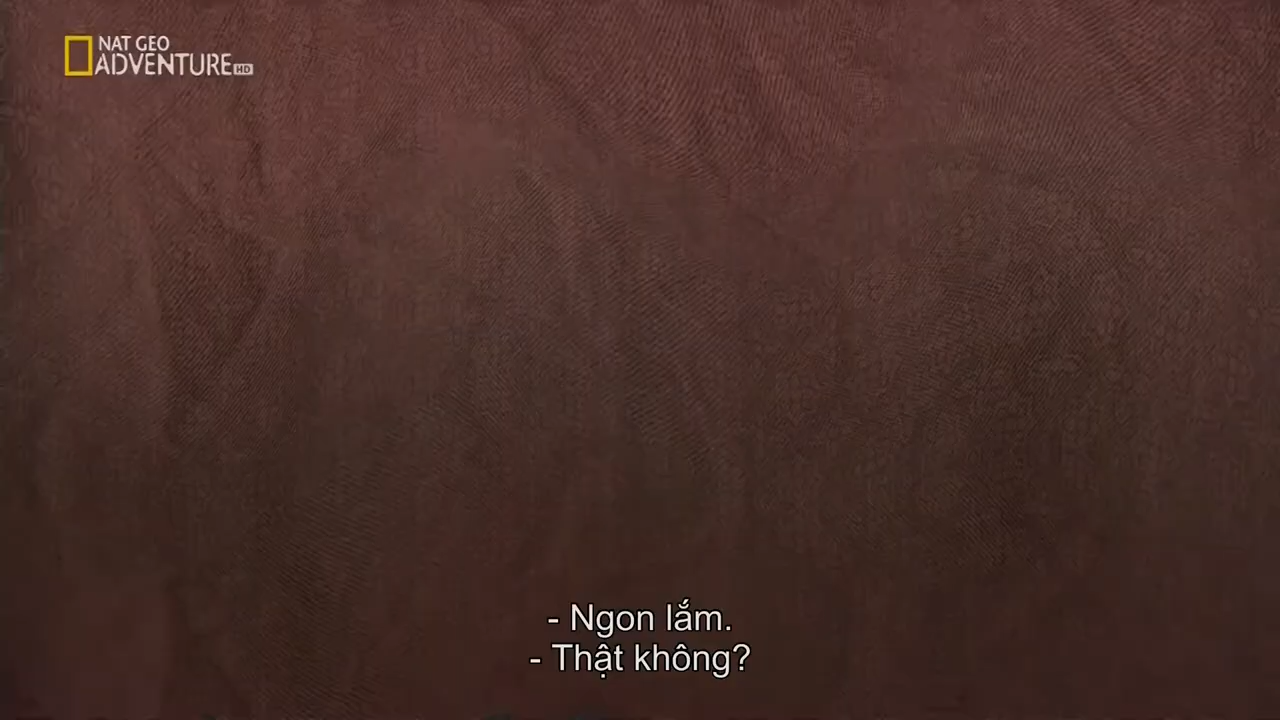 NAT GEO
ADVENTURE HD
- Ngon lắm.
- Thật không?